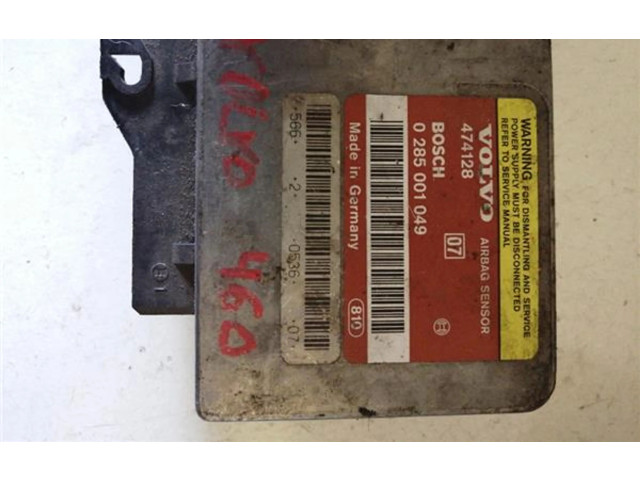 WARNING: FOR DISMANTLING AND SERVICE
POWER SUPPLY MUST BE DISCONNECTED
REFER TO SERVICE MANUAL
VOLVO AIRBAG SENSOR
474128
07
BOSCH
0 285 001 049
Made in Germany
810
586 2 0536 07
460